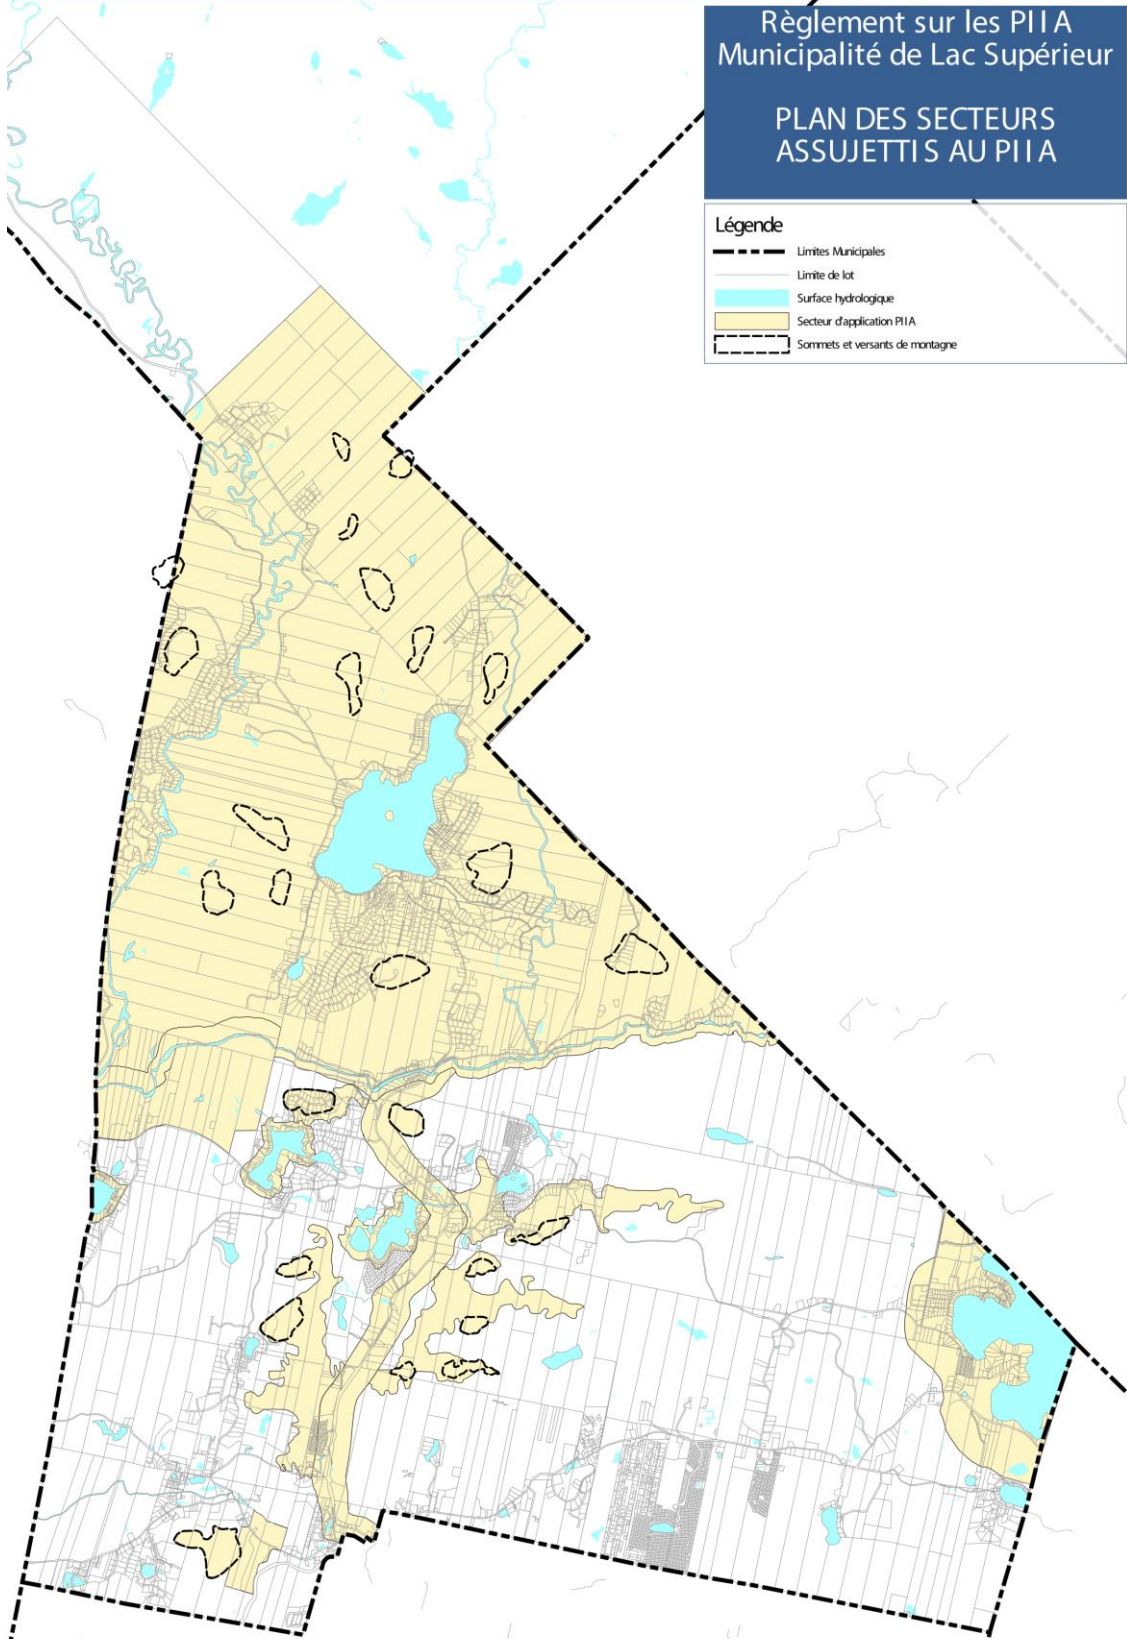 Règlement sur les PIIA
Municipalité de Lac Supérieur
PLAN DES SECTEURS
ASSUJETTIS AU PIIA
Légende
Limites Municipales
Limite de lot
Surface hydrologique
Secteur d'application PIIA
Sommets et versants de montagne